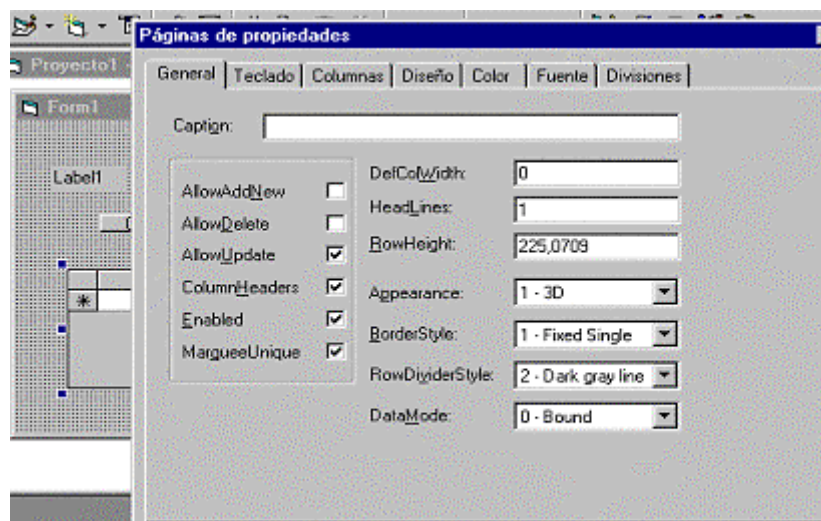 Páginas de propiedades
Proyecto1
General Teclado Columnas Diseño Color Fuente Divisiones
Form1
Caption:
Label1
AllowAddNew
AllowDelete
AllowUpdate
ColumnHeaders
Enabled
MargueeUnique
DefColWidth: 0
HeadLines: 1
RowHeight: 225,0709
Appearance: 1 - 3D
BorderStyle: 1 - Fixed Single
RowDividerStyle: 2 - Dark gray line
DataMode: 0 - Bound